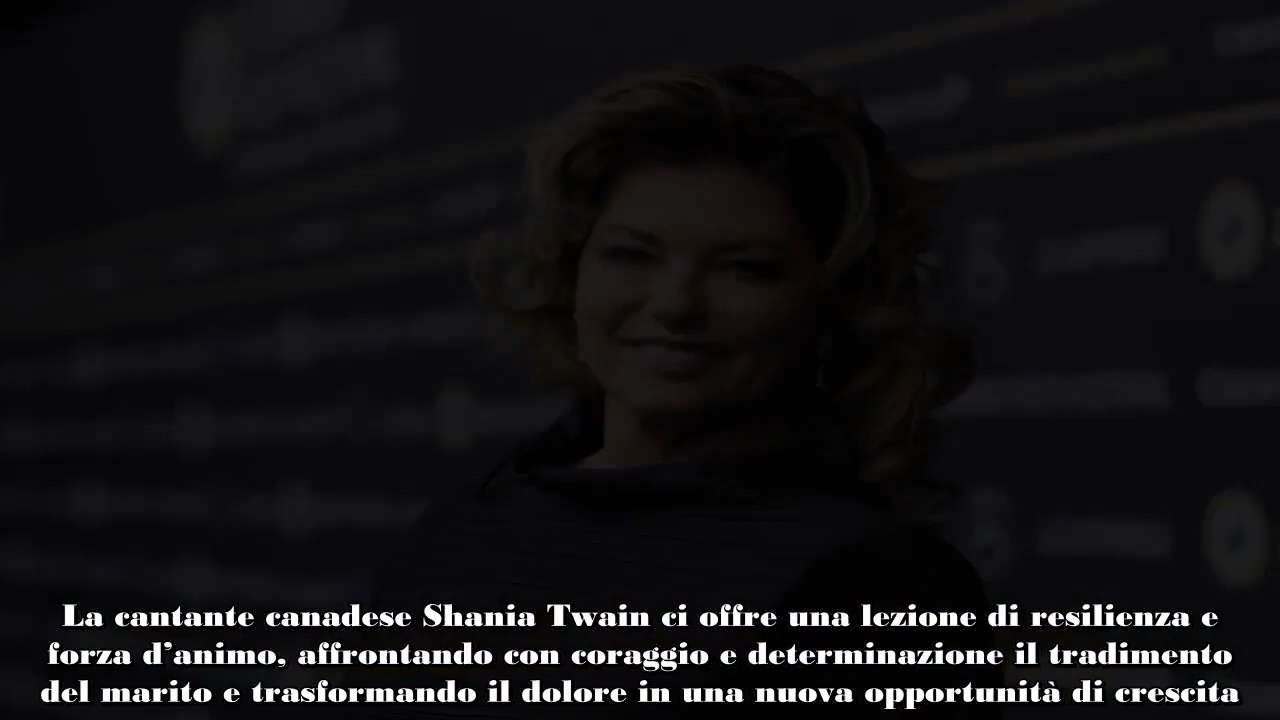 La cantante canadese Shania Twain ci offre una lezione di resilienza e
forza d’animo, affrontando con coraggio e determinazione il tradimento
del marito e trasformando il dolore in una nuova opportunità di crescita